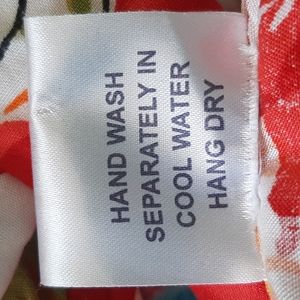 HAND WASH
SEPARATELY IN
COOL WATER
HANG DRY